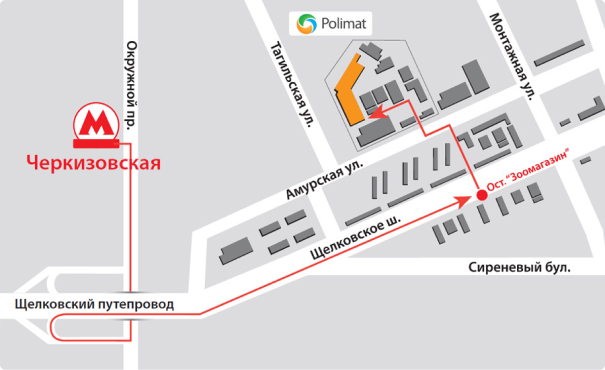 Polimat
Окружной пр.
Тагильская ул.
Монтажная ул.
М
Черкизовская
Амурская ул.
Ост. "Зоомагазин"
Щелковское ш.
Сиреневый бул.
Щелковский путепровод